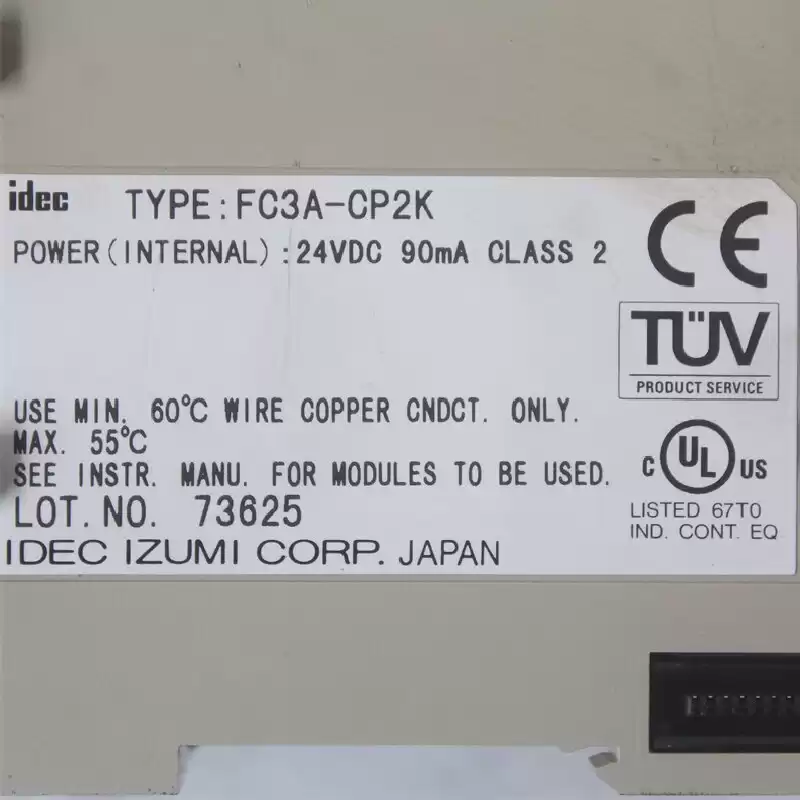 idec TYPE:FC3A-CP2K
POWER(INTERNAL):24VDC 90mA CLASS 2
CE
TÜV
PRODUCT SERVICE
USE MIN. 60°C WIRE COPPER CNDCT. ONLY.
MAX. 55°C
SEE INSTR. MANU. FOR MODULES TO BE USED.
C UL US
LISTED 67T0
IND. CONT. EQ
LOT. NO. 73625
IDEC IZUMI CORP. JAPAN